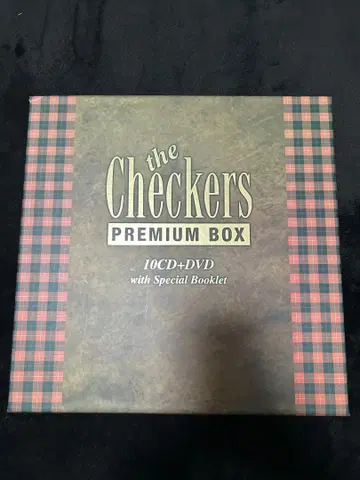 the
Checkers
PREMIUM BOX
10CD+DVD
with Special Booklet